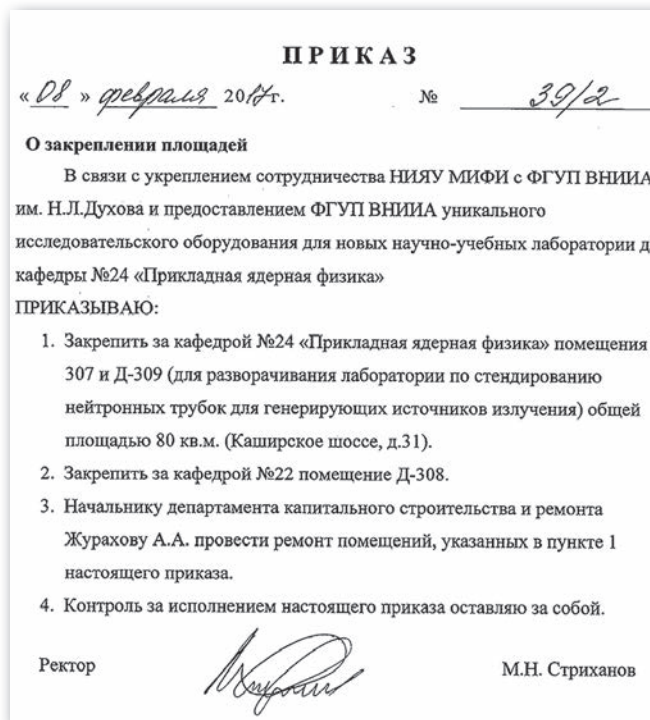 ПРИКАЗ
« 08 » февраля 2017г. № 39/2
О закреплении площадей
В связи с укреплением сотрудничества НИЯУ МИФИ с ФГУП ВНИИА
им. Н.Л.Духова и предоставлением ФГУП ВНИИА уникального
исследовательского оборудования для новых научно-учебных лаборатории д
кафедры №24 «Прикладная ядерная физика»
ПРИКАЗЫВАЮ:
1. Закрепить за кафедрой №24 «Прикладная ядерная физика» помещения
307 и Д-309 (для разворачивания лаборатории по стендированию
нейтронных трубок для генерирующих источников излучения) общей
площадью 80 кв.м. (Каширское шоссе, д.31).
2. Закрепить за кафедрой №22 помещение Д-308.
3. Начальнику департамента капитального строительства и ремонта
Журахову А.А. провести ремонт помещений, указанных в пункте 1
настоящего приказа.
4. Контроль за исполнением настоящего приказа оставляю за собой.
Ректор М.Н. Стриханов